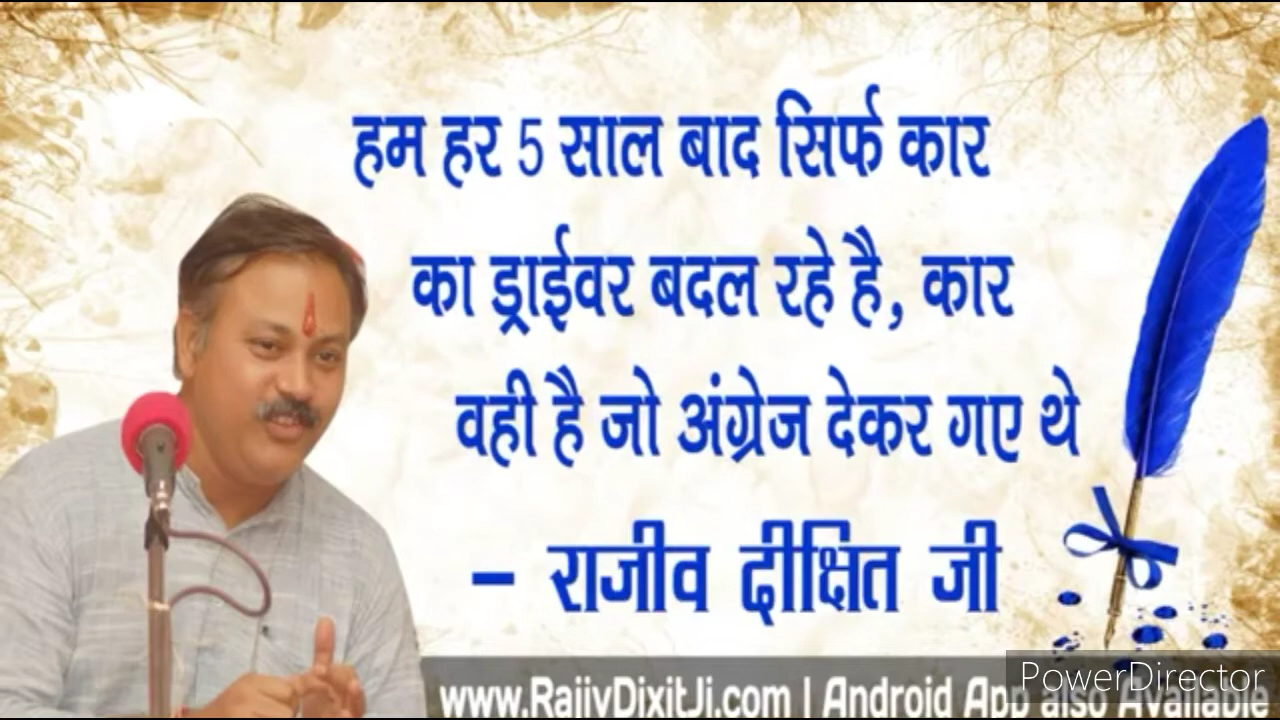 हम हर 5 साल बाद सिर्फ कार
का ड्राईवर बदल रहे है, कार
वही है जो अंग्रेज देकर गए थे
- राजीव दीक्षित जी
www.RajivDixitJi.com | Android App also Available
PowerDirector